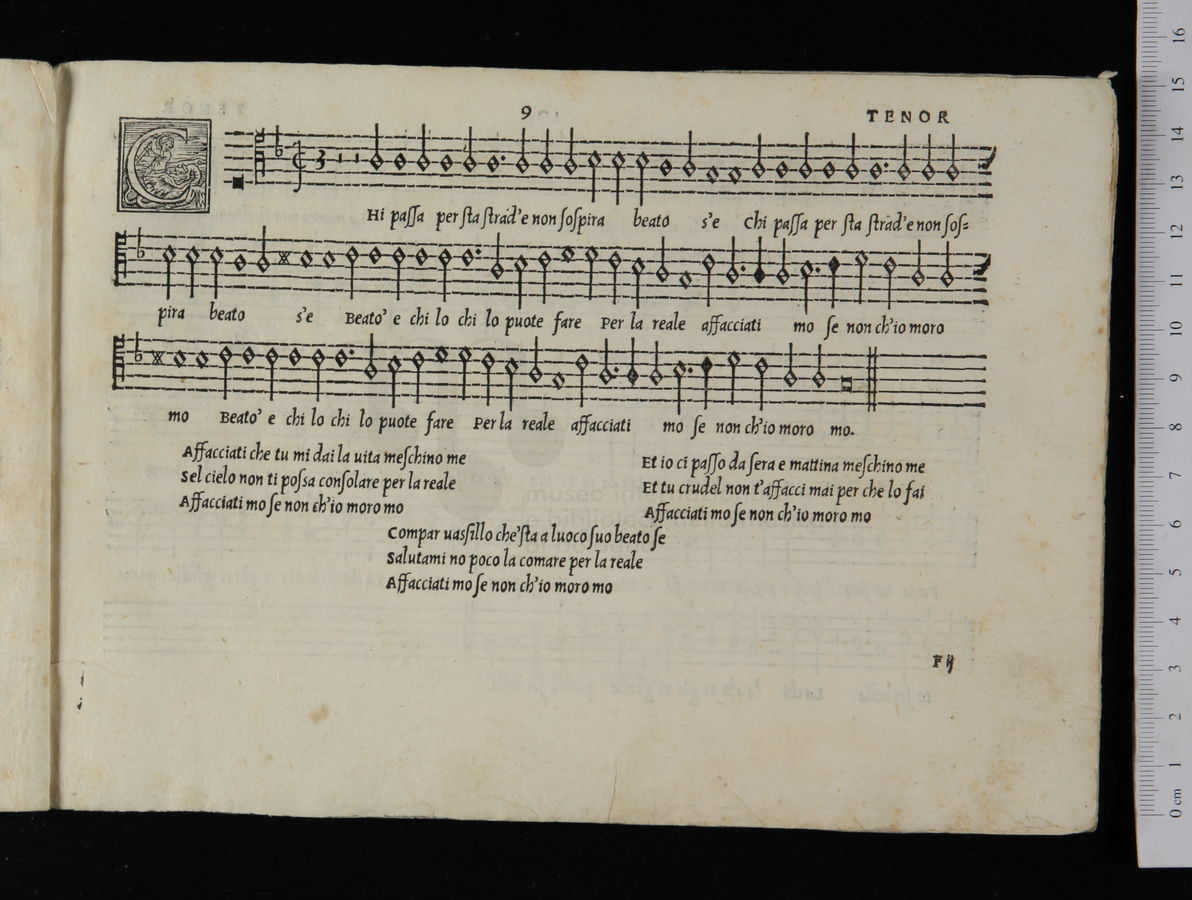 9
TENOR
C
3
Hi passa per sta strad'e non sospira beato s'e Chi passa per sta strad'e non sos=
pira beato s'e Beato' e chi lo chi lo puote fare Per la reale affacciati mo se non ch'io moro
mo Beato' e chi lo chi lo puote fare Per la reale affacciati mo se non ch'io moro mo.
Affacciati che tu mi dai la uita meschino me
Sel cielo non ti possa consolare per la reale
Affacciati mo se non ch'io moro mo
Et io ci passo da sera e mattina meschino me
Et tu crudel non t'affacci mai per che lo fai
Affacciati mo se non ch'io moro mo
Compar uassillo che'sta a luoco suo beato se
Salutami no poco la comare per la reale
Affacciati mo se non ch'io moro mo
F ij
16
15
14
13
12
11
10
9
8
7
6
5
4
3
2
1
0 cm